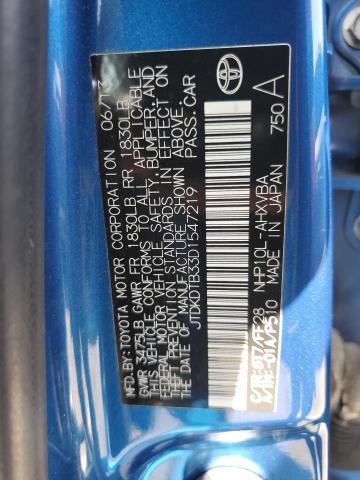 MFD.BY:TOYOTA MOTOR CORPORATION 06/13
GVWR 3475LB GAWR FR 1830LB RR 1830LB
THIS VEHICLE CONFORMS TO ALL APPLICABLE
FEDERAL MOTOR VEHICLE SAFETY, BUMPER, AND
THEFT PREVENTION STANDARDS IN EFFECT ON
THE DATE OF MANUFACTURE SHOWN ABOVE.
JTDKDTB33D1547219 PASS.CAR
NHP10L-AHXVBA
MADE IN JAPAN
750 A